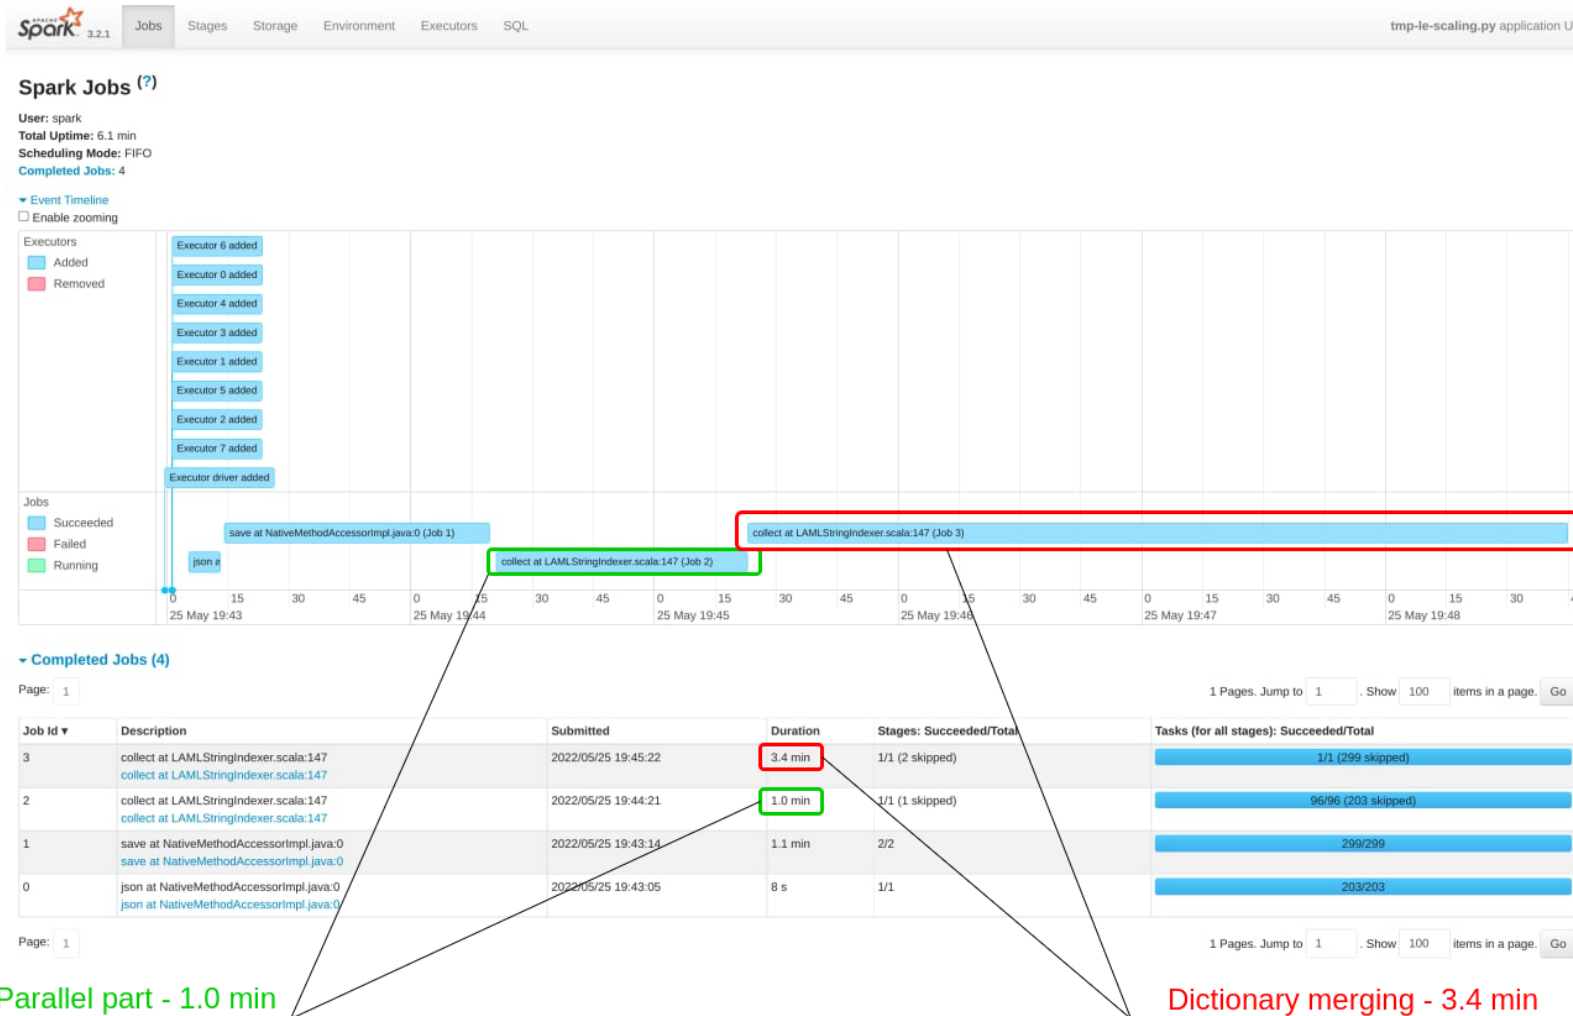 APACHE Spark 3.2.1 Jobs Stages Storage Environment Executors SQL tmp-le-scaling.py application U
Spark Jobs (?)
User: spark
Total Uptime: 6.1 min
Scheduling Mode: FIFO
Completed Jobs: 4
Event Timeline
Enable zooming
Executors
Added
Removed
Executor 6 added
Executor 0 added
Executor 4 added
Executor 3 added
Executor 1 added
Executor 5 added
Executor 2 added
Executor 7 added
Executor driver added
Jobs
Succeeded
Failed
Running
save at NativeMethodAccessorImpl.java:0 (Job 1)
collect at LAMLStringIndexer.scala:147 (Job 3)
json a
collect at LAMLStringIndexer.scala:147 (Job 2)
0 15 30 45 0 15 30 45 0 15 30 45 0 15 30 45 0 15 30 45 0 15 30
25 May 19:43 25 May 19:44 25 May 19:45 25 May 19:46 25 May 19:47 25 May 19:48
Completed Jobs (4)
Page: 1 1 Pages. Jump to 1 . Show 100 items in a page. Go
Job Id ▾ Description Submitted Duration Stages: Succeeded/Total Tasks (for all stages): Succeeded/Total
3 collect at LAMLStringIndexer.scala:147 2022/05/25 19:45:22 3.4 min 1/1 (2 skipped) 1/1 (299 skipped)
collect at LAMLStringIndexer.scala:147
2 collect at LAMLStringIndexer.scala:147 2022/05/25 19:44:21 1.0 min 1/1 (1 skipped) 96/96 (203 skipped)
collect at LAMLStringIndexer.scala:147
1 save at NativeMethodAccessorImpl.java:0 2022/05/25 19:43:14 1.1 min 2/2 299/299
save at NativeMethodAccessorImpl.java:0
0 json at NativeMethodAccessorImpl.java:0 2022/05/25 19:43:05 8 s 1/1 203/203
json at NativeMethodAccessorImpl.java:0
Page: 1 1 Pages. Jump to 1 . Show 100 items in a page. Go
Parallel part - 1.0 min
Dictionary merging - 3.4 min